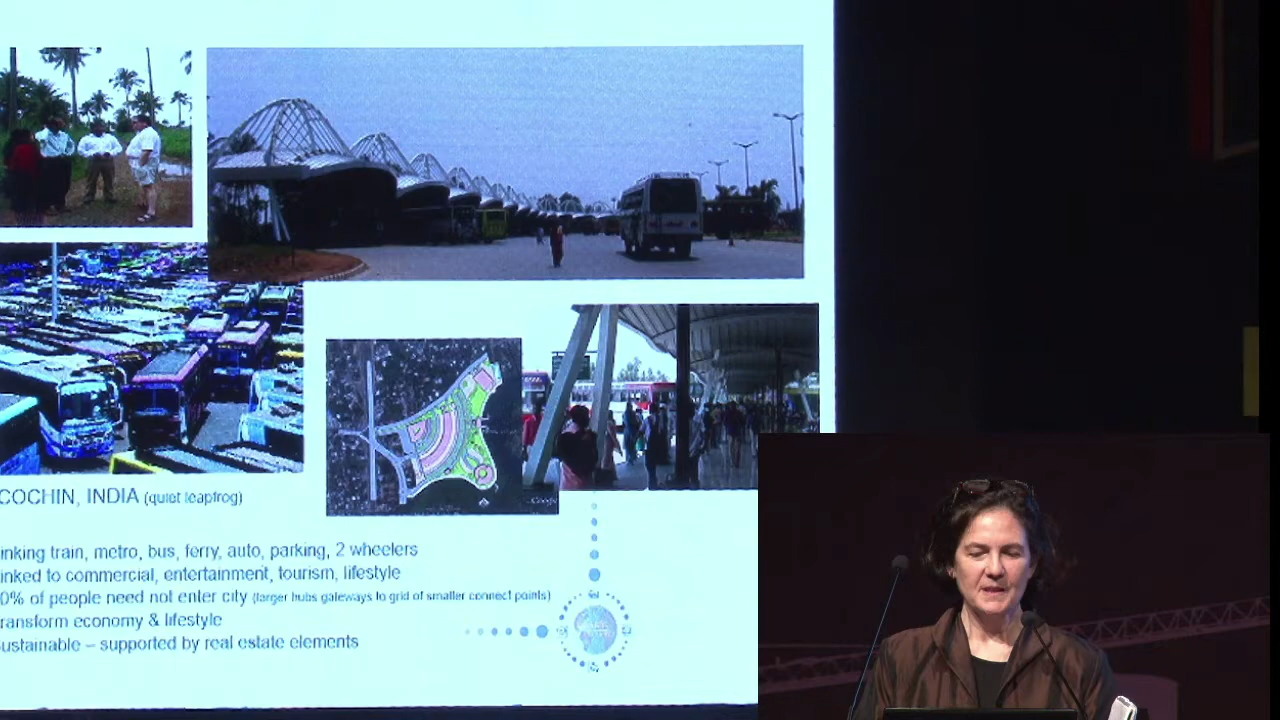 COCHIN, INDIA (quiet leapfrog)
inking train, metro, bus, ferry, auto, parking, 2 wheelers
inked to commercial, entertainment, tourism, lifestyle
0% of people need not enter city (larger hubs gateways to grid of smaller connect points)
ransform economy & lifestyle
ustainable – supported by real estate elements